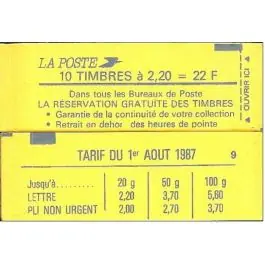 LA POSTE
10 TIMBRES à 2,20 = 22 F
OUVRIR ICI
Dans tous les Bureaux de Poste
LA RÉSERVATION GRATUITE DES TIMBRES
• Garantie de la continuité de votre collection
• Retrait en dehors des heures de pointe
TARIF DU 1er AOUT 1987 9
Jusqu'à......... 20 g 50 g 100 g
LETTRE 2,20 3,70 5,60
PLI NON URGENT 2,00 2,70 3,70